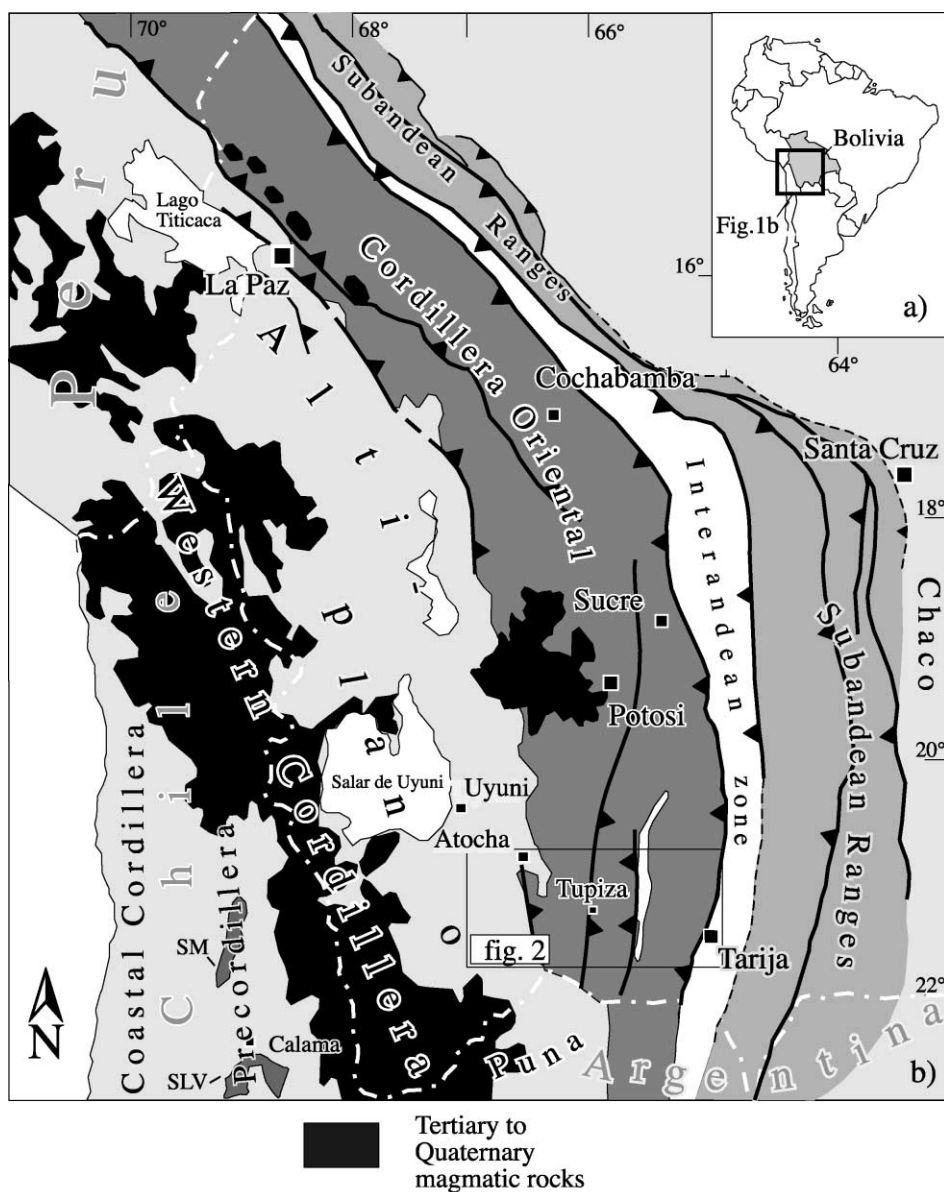 70°
68°
66°
Bolivia
Fig.1b
a)
Peru
Subandean
Ranges
Lago
Titicaca
La Paz
16°
64°
Cordillera Oriental
Cochabamba
Santa Cruz
18°
Altiplano
Western Cordillera
Interandean
zone
Sucre
Potosi
Subandean Ranges
Chaco
20°
Salar de Uyuni
Uyuni
Atocha
Tupiza
fig. 2
Tarija
Coastal Cordillera
Chile
Precordillera
SM
Calama
SLV
N
22°
Puna
Argentina
b)
Tertiary to
Quaternary
magmatic rocks